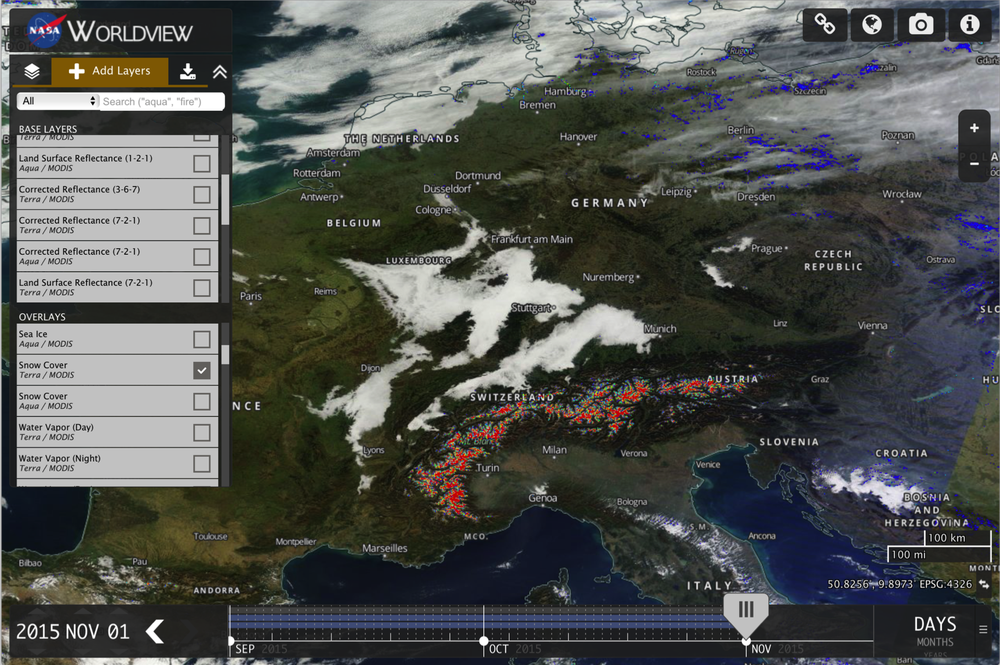 NASA WORLDVIEW
Add Layers
All
Search ("aqua", "fire")
BASE LAYERS
Terra / MODIS
Land Surface Reflectance (1-2-1)
Aqua / MODIS
Corrected Reflectance (3-6-7)
Terra / MODIS
Corrected Reflectance (7-2-1)
Terra / MODIS
Corrected Reflectance (7-2-1)
Aqua / MODIS
Land Surface Reflectance (7-2-1)
Terra / MODIS
OVERLAYS
Sea Ice
Aqua / MODIS
Snow Cover
Terra / MODIS
Snow Cover
Aqua / MODIS
Water Vapor (Day)
Terra / MODIS
Water Vapor (Night)
Terra / MODIS
Rügen
Rostock
Hamburg
Bremen
Szczecin
THE NETHERLANDS
Hanover
Berlin
Poznan
Amsterdam
Rotterdam
Dortmund
Düsseldorf
Antwerp
Cologne
Leipzig
Dresden
Wrocław
GERMANY
BELGIUM
Frankfurt am Main
Prague
CZECH
REPUBLIC
Ostrava
LUXEMBOURG
Nuremberg
Reims
Paris
Stuttgart
Munich
Linz
Vienna
Dijon
AUSTRIA
Graz
SWITZERLAND
NCE
Mt. Blanc
Lyons
Milan
Verona
Turin
Venice
SLOVENIA
CROATIA
Genoa
Bologna
BOSNIA
AND
HERZEGOVINA
S.M.
Ancona
MCO.
Toulouse
Montpellier
Marseilles
Bilbao
Pau
ANDORRA
ITALY
100 km
100 mi
50.8256°, 9.8973° EPSG:4326
2015 NOV 01
SEP 2015
OCT 2015
NOV 2015
DAYS
MONTHS
YEARS
Bari